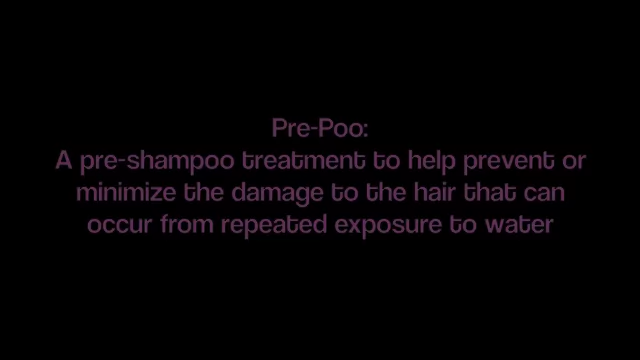 Pre-Poo:
A pre-shampoo treatment to help prevent or
minimize the damage to the hair that can
occur from repeated exposure to water